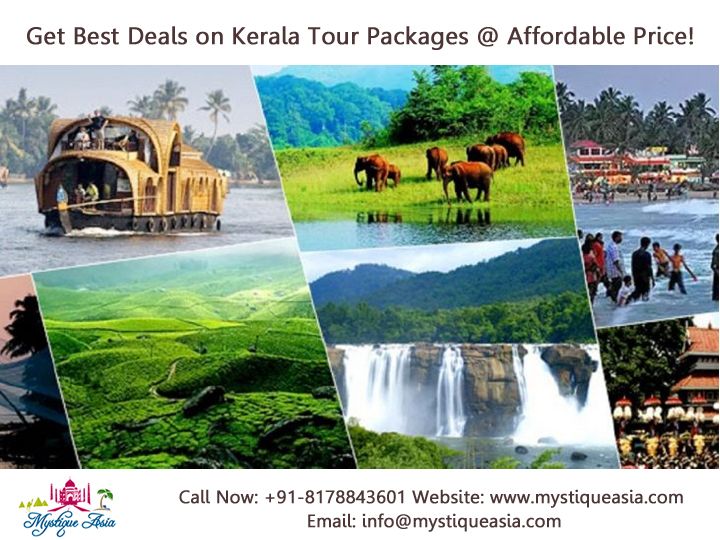 Get Best Deals on Kerala Tour Packages @ Affordable Price!
Mystique Asia
Call Now: +91-8178843601 Website: www.mystiqueasia.com
Email: info@mystiqueasia.com